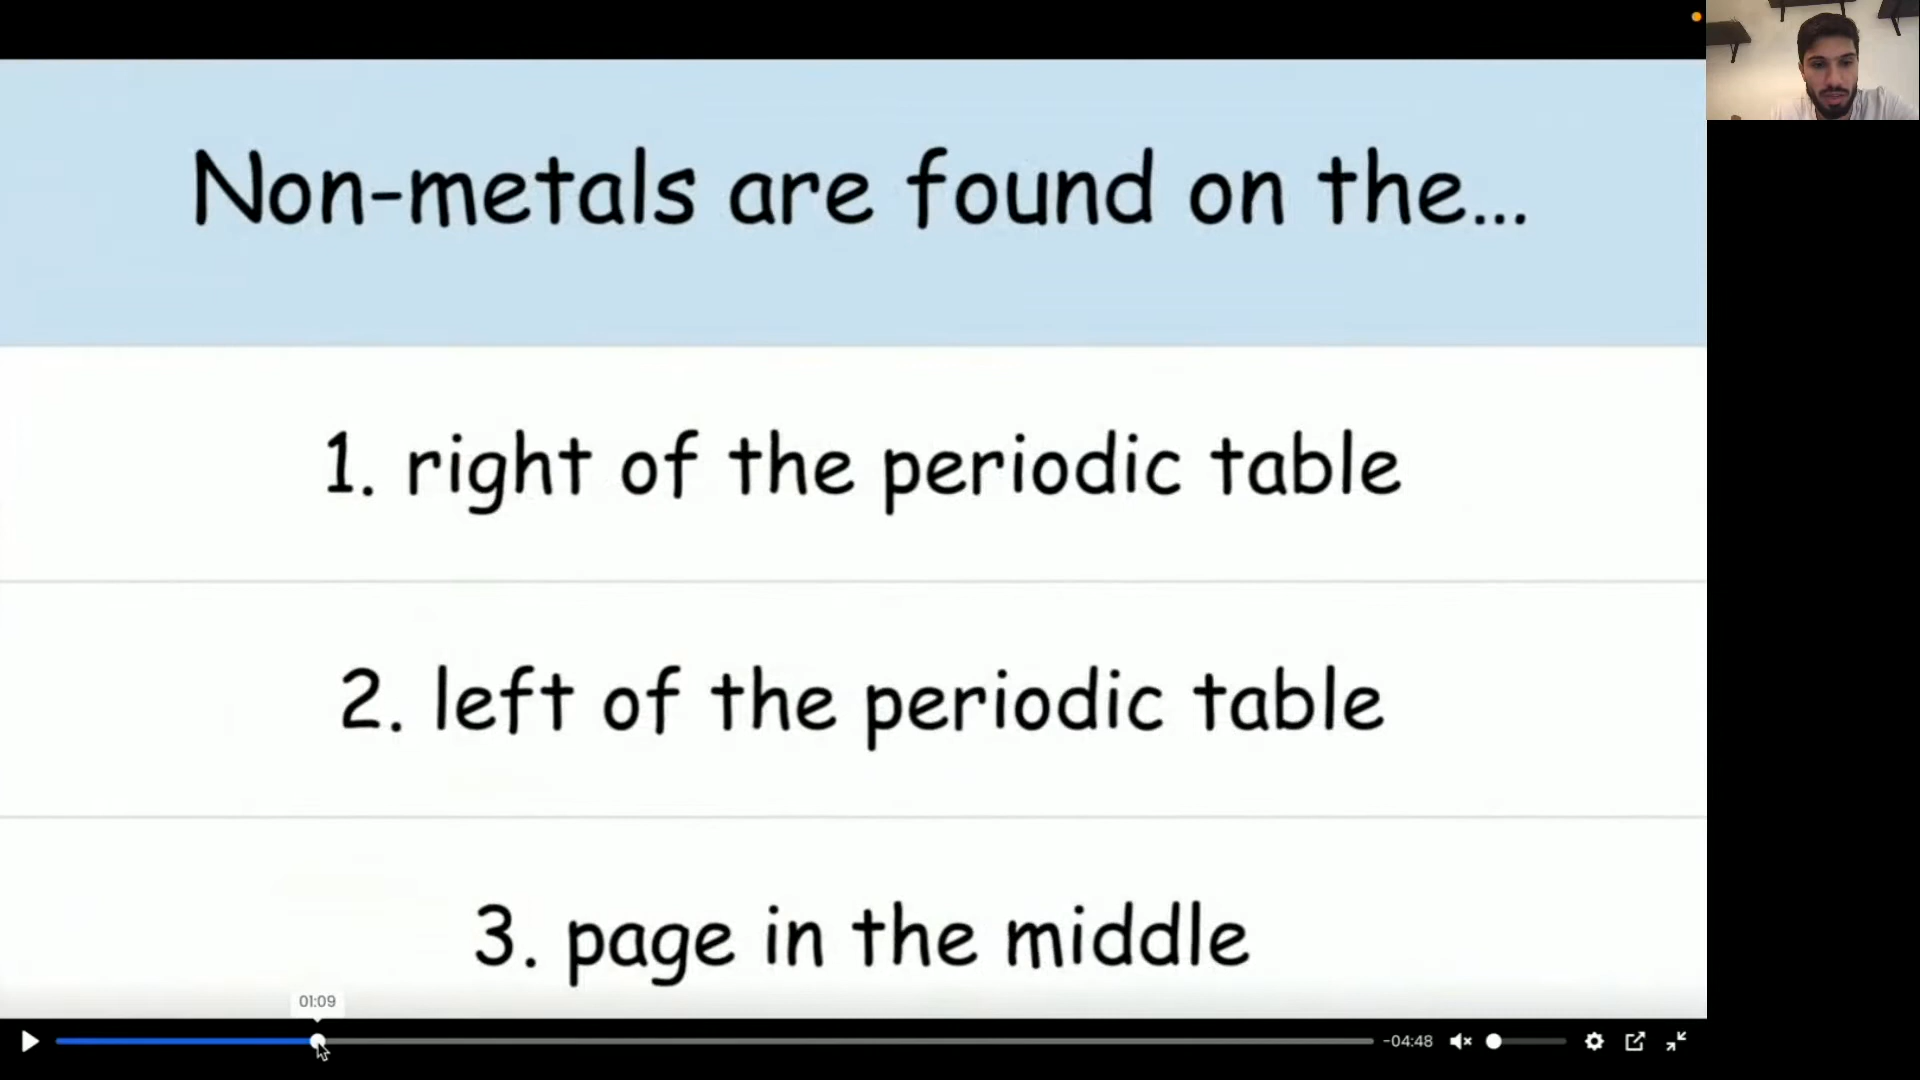 Non-metals are found on the...
1. right of the periodic table
2. left of the periodic table
3. page in the middle
01:09
-04:48